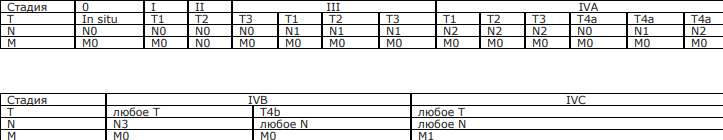 Стадия 0 I II III IVA
T In situ T1 T2 T3 T1 T2 T3 T1 T2 T3 T4a T4a T4a
N N0 N0 N0 N0 N1 N1 N1 N2 N2 N2 N0 N1 N2
M M0 M0 M0 M0 M0 M0 M0 M0 M0 M0 M0 M0 M0
Стадия IVB IVC
T любое T T4b любое T
N N3 любое N любое N
M M0 M0 M1